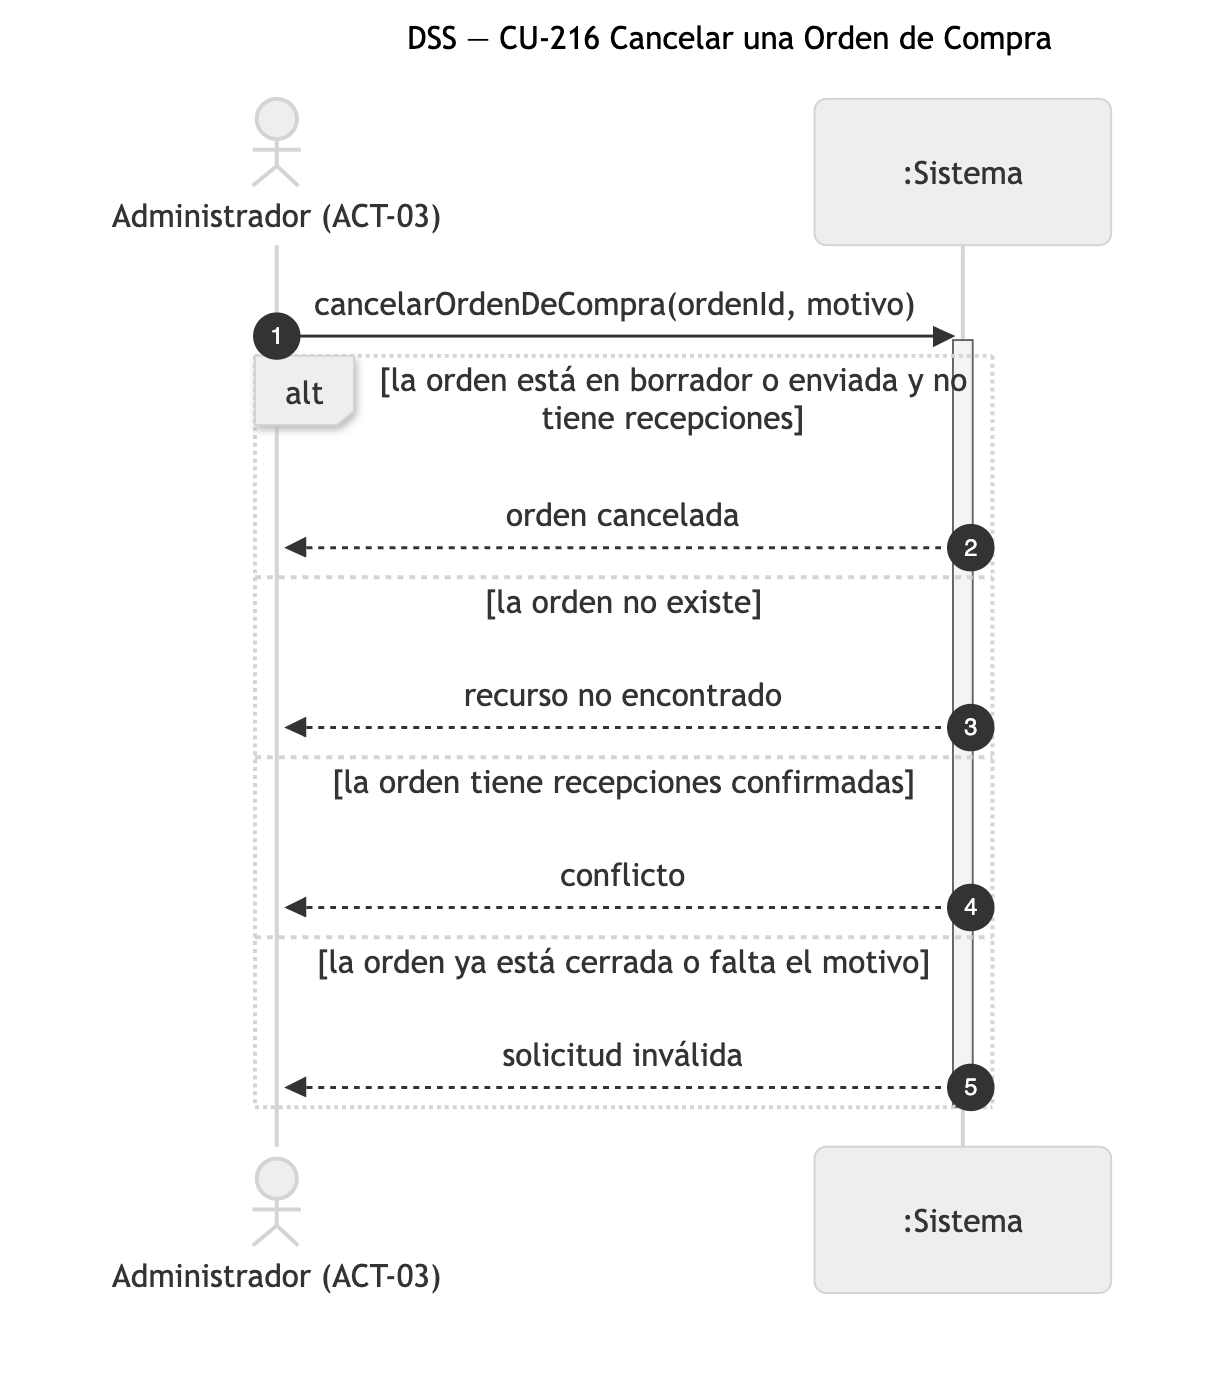 DSS — CU-216 Cancelar una Orden de Compra
Administrador (ACT-03)
:Sistema
cancelarOrdenDeCompra(ordenId, motivo)
1
alt
[la orden está en borrador o enviada y no
tiene recepciones]
orden cancelada
2
[la orden no existe]
recurso no encontrado
3
[la orden tiene recepciones confirmadas]
conflicto
4
[la orden ya está cerrada o falta el motivo]
solicitud inválida
5
Administrador (ACT-03)
:Sistema